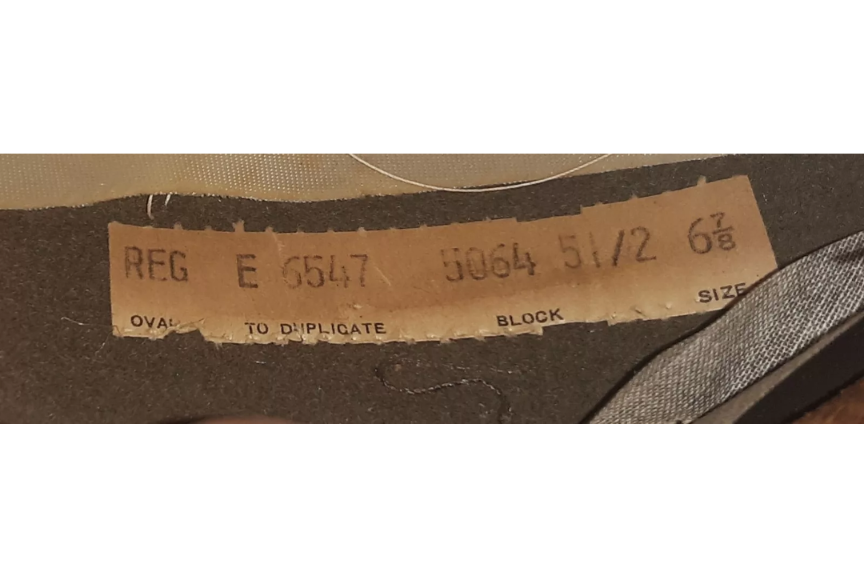 REG E 6547 5064 51/2 6⅞
OVAL TO DUPLICATE BLOCK SIZE